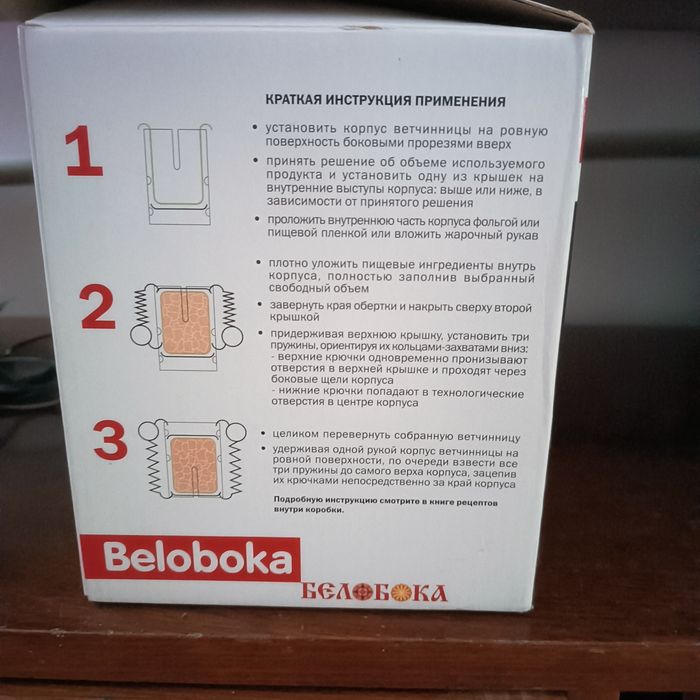 КРАТКАЯ ИНСТРУКЦИЯ ПРИМЕНЕНИЯ
1
• установить корпус ветчинницы на ровную
поверхность боковыми прорезями вверх
• принять решение об объеме используемого
продукта и установить одну из крышек на
внутренние выступы корпуса: выше или ниже, в
зависимости от принятого решения
• проложить внутреннюю часть корпуса фольгой или
пищевой пленкой или вложить жарочный рукав
2
• плотно уложить пищевые ингредиенты внутрь
корпуса, полностью заполнив выбранный
свободный объем
• завернуть края обертки и накрыть сверху второй
крышкой
• придерживая верхнюю крышку, установить три
пружины, ориентируя их кольцами-захватами вниз:
- верхние крючки одновременно пронизывают
отверстия в верхней крышке и проходят через
боковые щели корпуса
- нижние крючки попадают в технологические
отверстия в центре корпуса
3
• целиком перевернуть собранную ветчинницу
• удерживая одной рукой корпус ветчинницы на
ровной поверхности, по очереди взвести все
три пружины до самого верха корпуса, зацепив
их крючками непосредственно за край корпуса
Подробную инструкцию смотрите в книге рецептов
внутри коробки.
Beloboka
БЕЛОБОКА